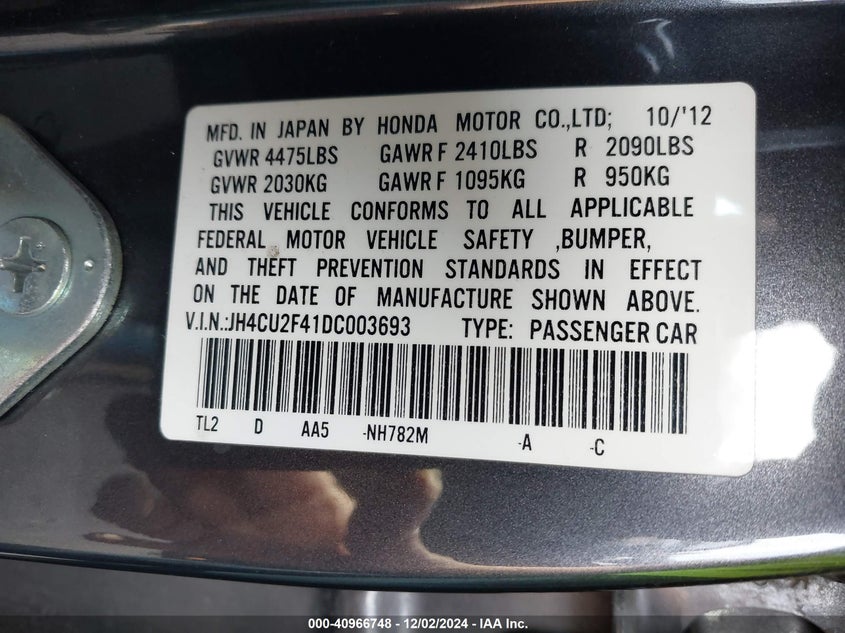 MFD. IN JAPAN BY HONDA MOTOR CO.,LTD; 10/'12
GVWR 4475LBS GAWR F 2410LBS R 2090LBS
GVWR 2030KG GAWR F 1095KG R 950KG
THIS VEHICLE CONFORMS TO ALL APPLICABLE
FEDERAL MOTOR VEHICLE SAFETY ,BUMPER,
AND THEFT PREVENTION STANDARDS IN EFFECT
ON THE DATE OF MANUFACTURE SHOWN ABOVE.
V.I.N.:JH4CU2F41DC003693 TYPE: PASSENGER CAR
TL2 D AA5 -NH782M -A -C
000-40966748 - 12/02/2024 - IAA Inc.